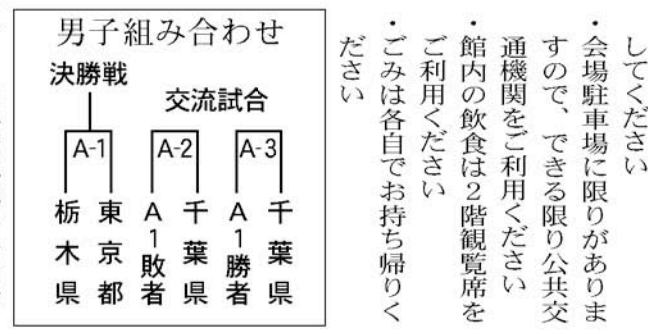 してください
・会場駐車場に限りがありま
すので、できる限り公共交
通機関をご利用ください
・館内の飲食は2階観覧席を
ご利用ください
・ごみは各自でお持ち帰りく
ださい
男子組み合わせ
決勝戦
交流試合
A-1
A-2
A-3
栃木県
東京都
A1敗者
千葉県
A1勝者
千葉県